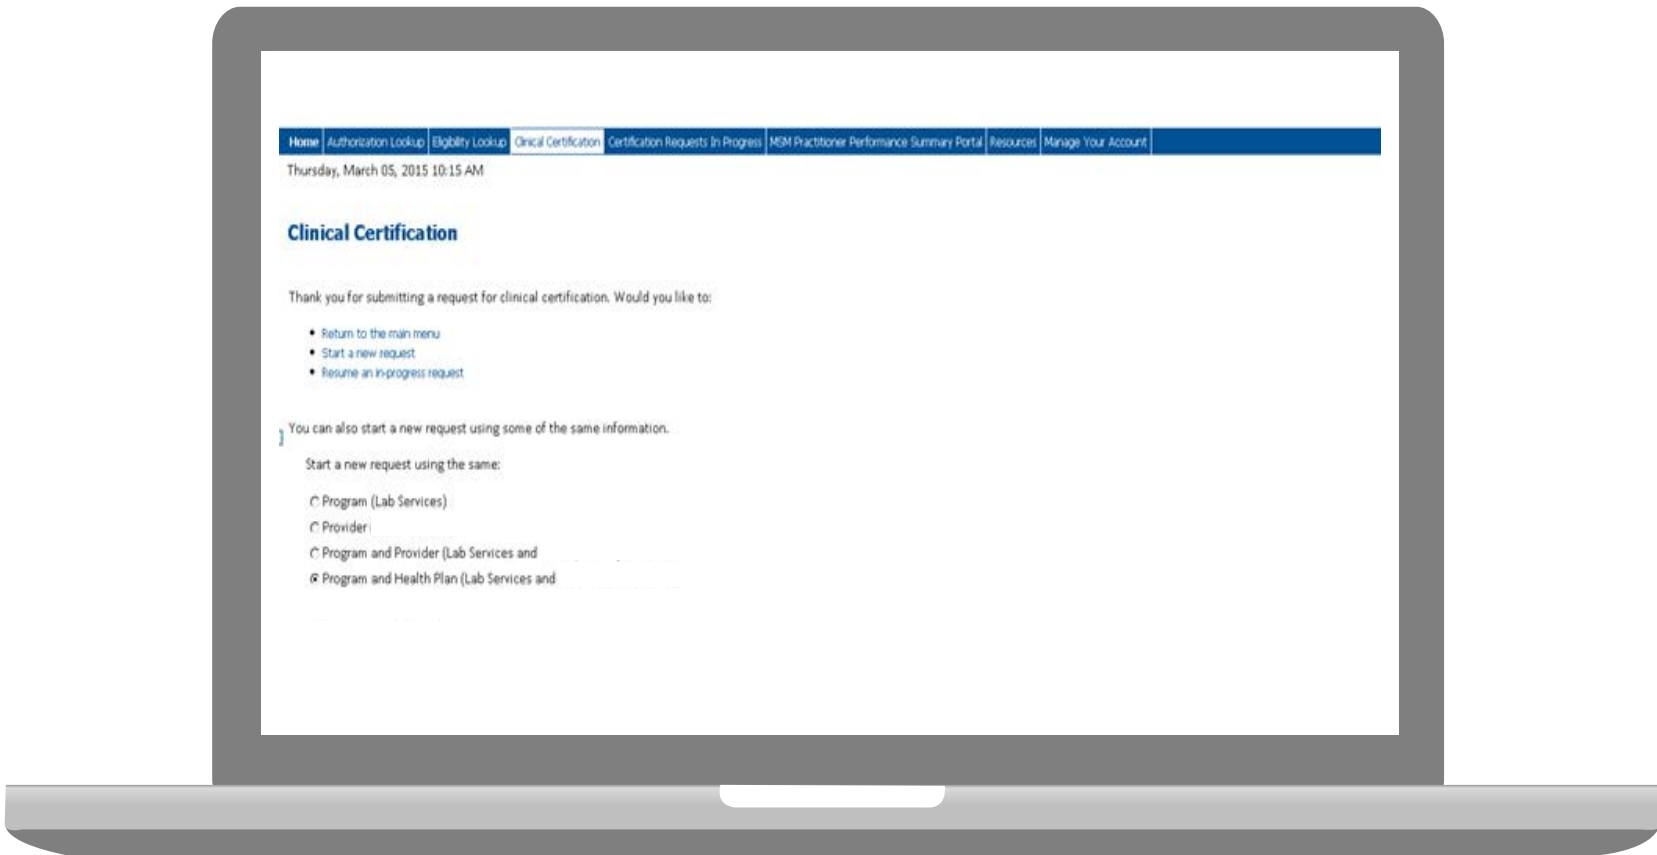 Home Authorization Lookup Eligibility Lookup Clinical Certification Certification Requests In Progress MSM Practitioner Performance Summary Portal Resources Manage Your Account
Thursday, March 05, 2015 10:15 AM
Clinical Certification
Thank you for submitting a request for clinical certification. Would you like to:
• Return to the main menu
• Start a new request
• Resume an in-progress request
You can also start a new request using some of the same information.
Start a new request using the same:
Program (Lab Services)
Provider
Program and Provider (Lab Services and
Program and Health Plan (Lab Services and